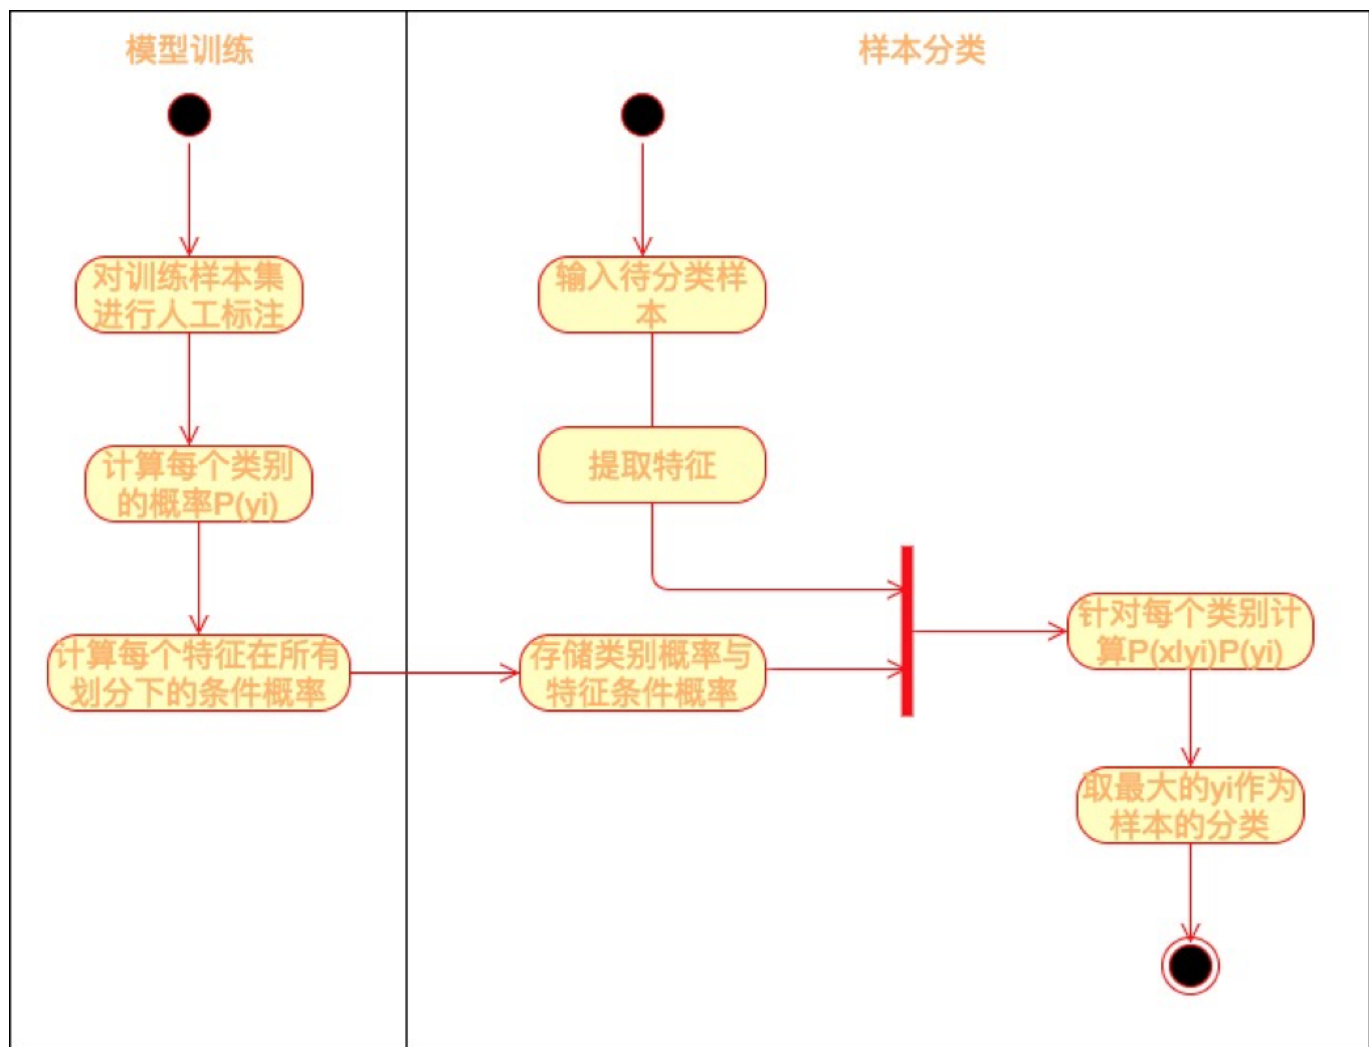 模型训练
样本分类
对训练样本集
进行人工标注
计算每个类别
的概率P(yi)
计算每个特征在所有
划分下的条件概率
输入待分类样
本
提取特征
存储类别概率与
特征条件概率
针对每个类别计
算P(xlyi)P(yi)
取最大的yi作为
样本的分类